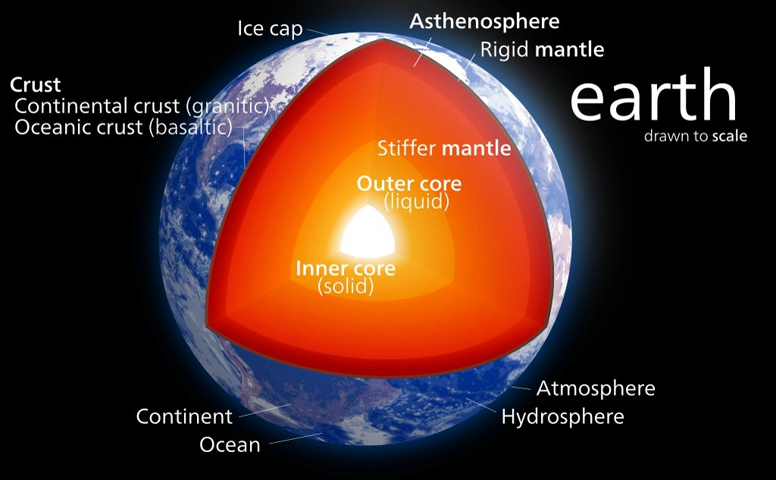 Ice cap
Asthenosphere
Rigid mantle
earth
drawn to scale
Crust
Continental crust (granitic)
Oceanic crust (basaltic)
Stiffer mantle
Outer core
(liquid)
Inner core
(solid)
Atmosphere
Hydrosphere
Continent
Ocean